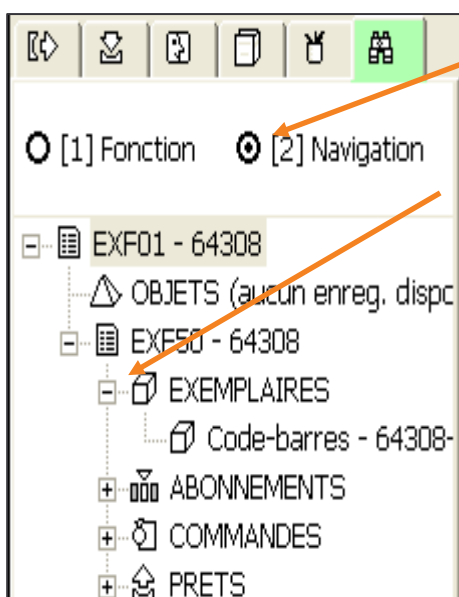 [1] Fonction [2] Navigation
EXF01 - 64308
OBJETS (aucun enreg. dispo
EXF50 - 64308
EXEMPLAIRES
Code-barres - 64308-
ABONNEMENTS
COMMANDES
PRETS